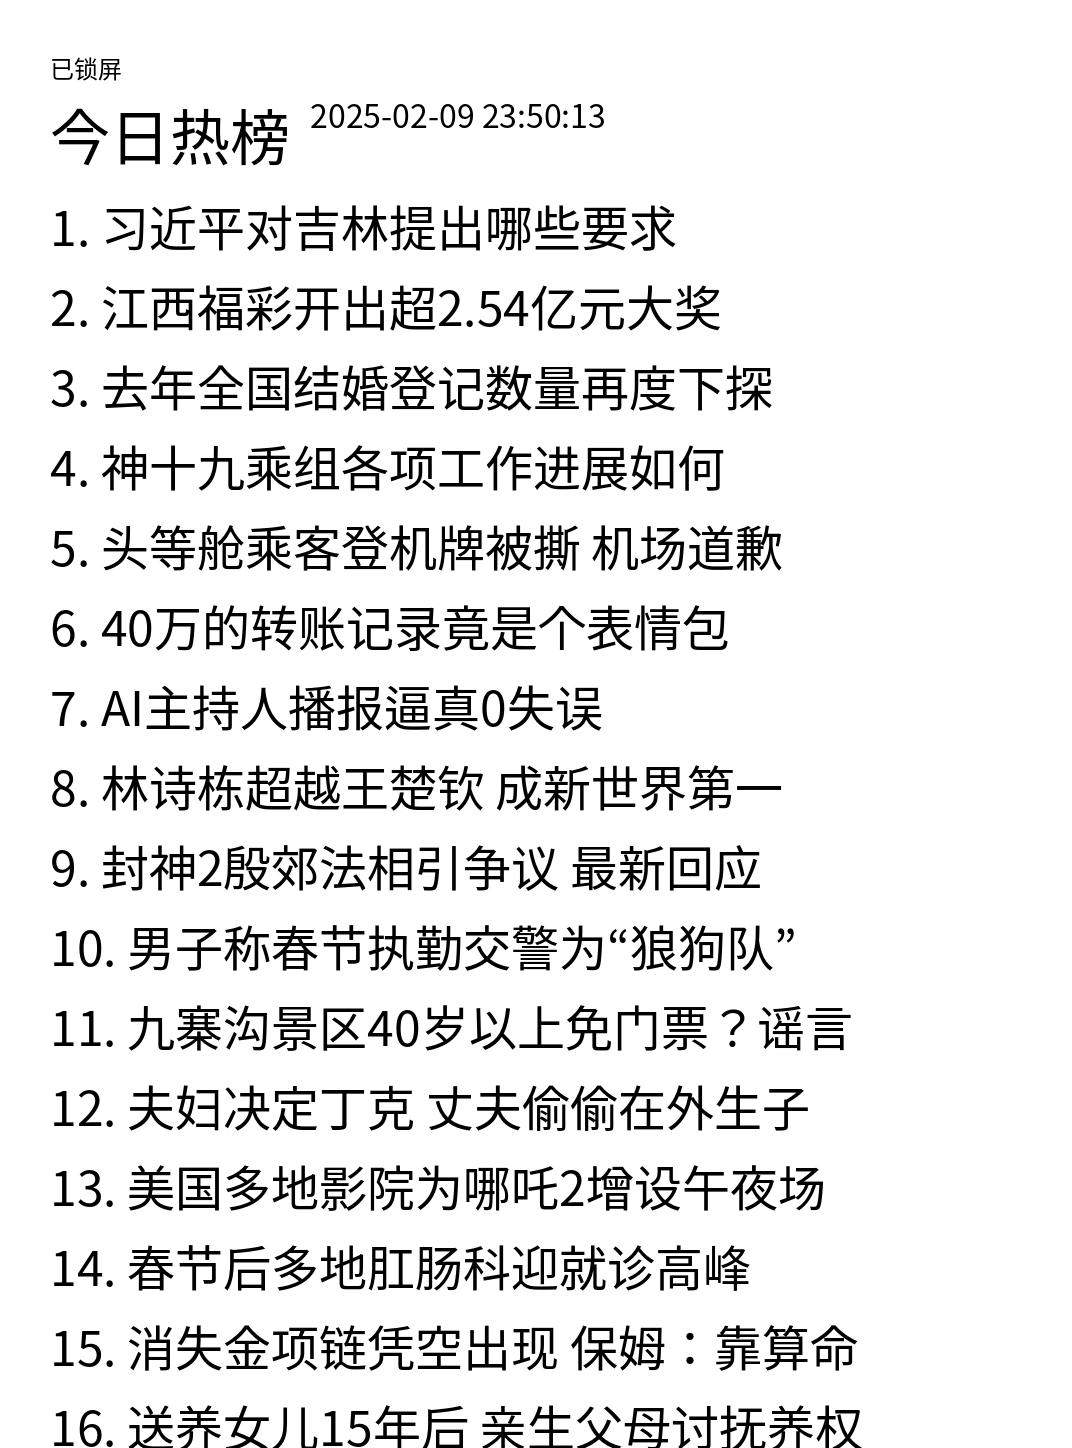 已锁屏
今日热榜 2025-02-09 23:50:13
1. 习近平对吉林提出哪些要求
2. 江西福彩开出超2.54亿元大奖
3. 去年全国结婚登记数量再度下探
4. 神十九乘组各项工作进展如何
5. 头等舱乘客登机牌被撕 机场道歉
6. 40万的转账记录竟是个表情包
7. AI主持人播报逼真0失误
8. 林诗栋超越王楚钦 成新世界第一
9. 封神2殷郊法相引争议 最新回应
10. 男子称春节执勤交警为“狼狗队”
11. 九寨沟景区40岁以上免门票？谣言
12. 夫妇决定丁克 丈夫偷偷在外生子
13. 美国多地影院为哪吒2增设午夜场
14. 春节后多地肛肠科迎就诊高峰
15. 消失金项链凭空出现 保姆：靠算命
16. 送养女儿15年后 亲生父母讨抚养权